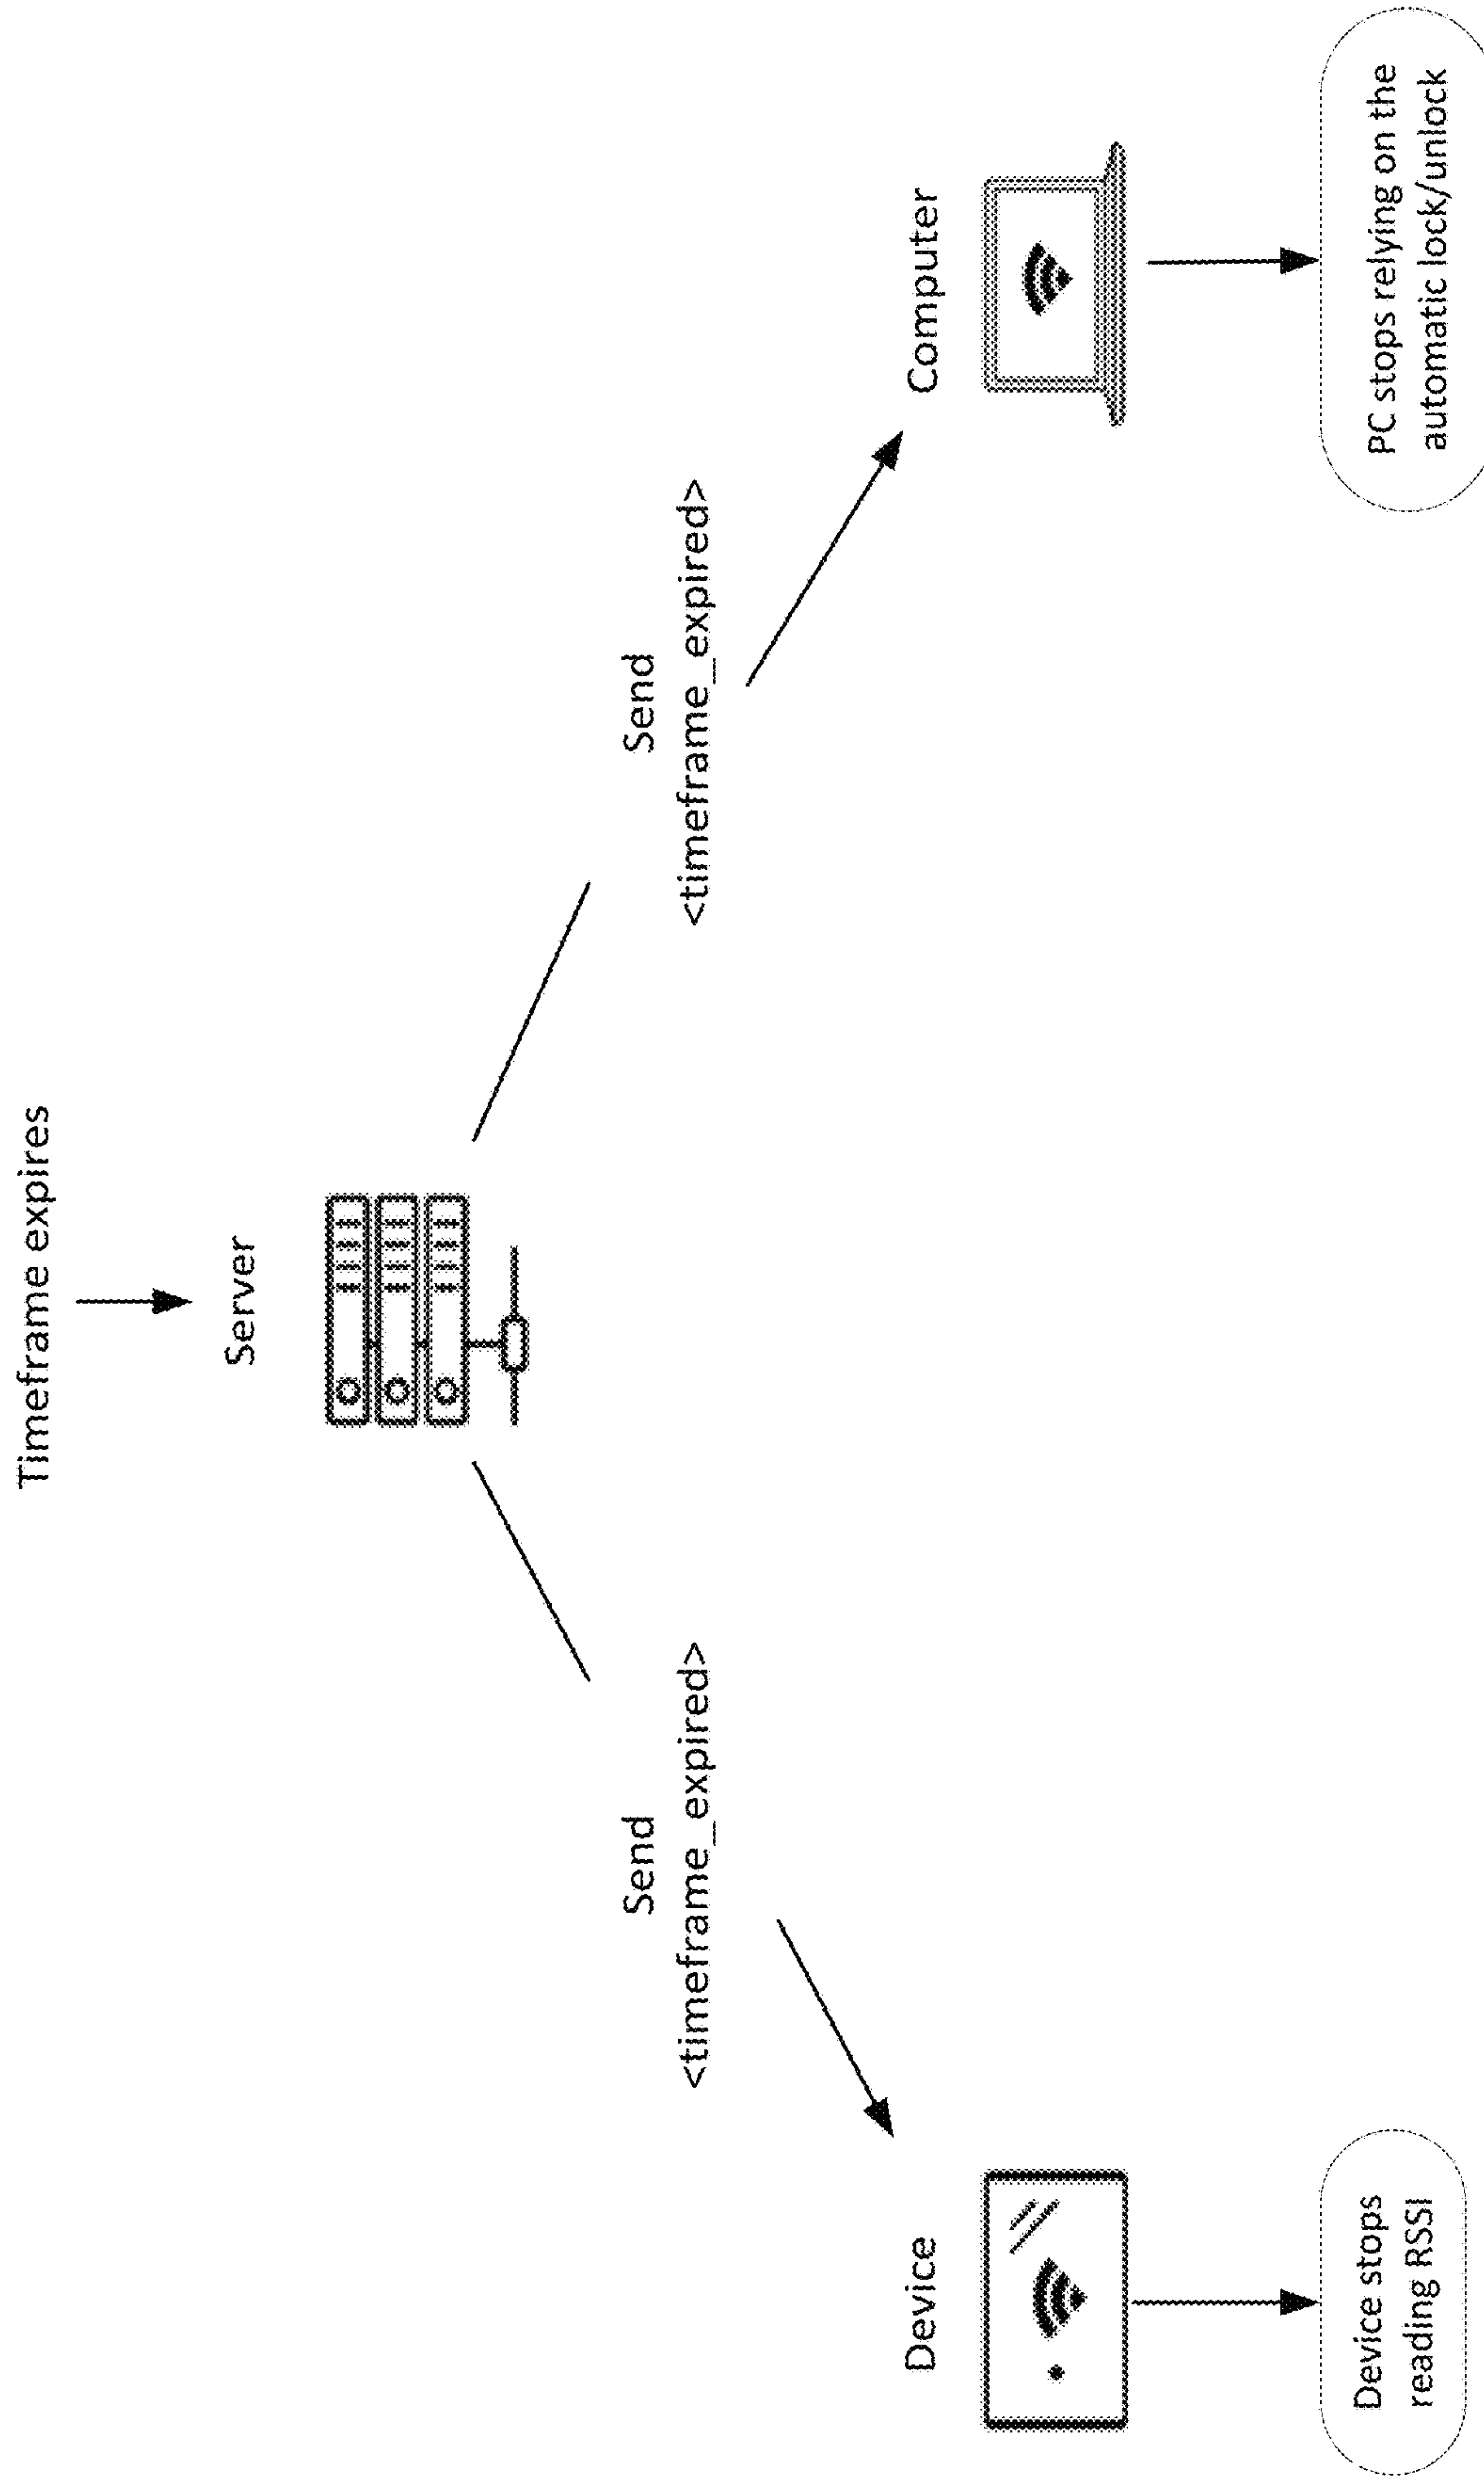 Timeframe expires
Server
Send
<timeframe_expired>
Send
<timeframe_expired>
Device
Computer
Device stops
reading RSSI
PC stops relying on the
automatic lock/unlock